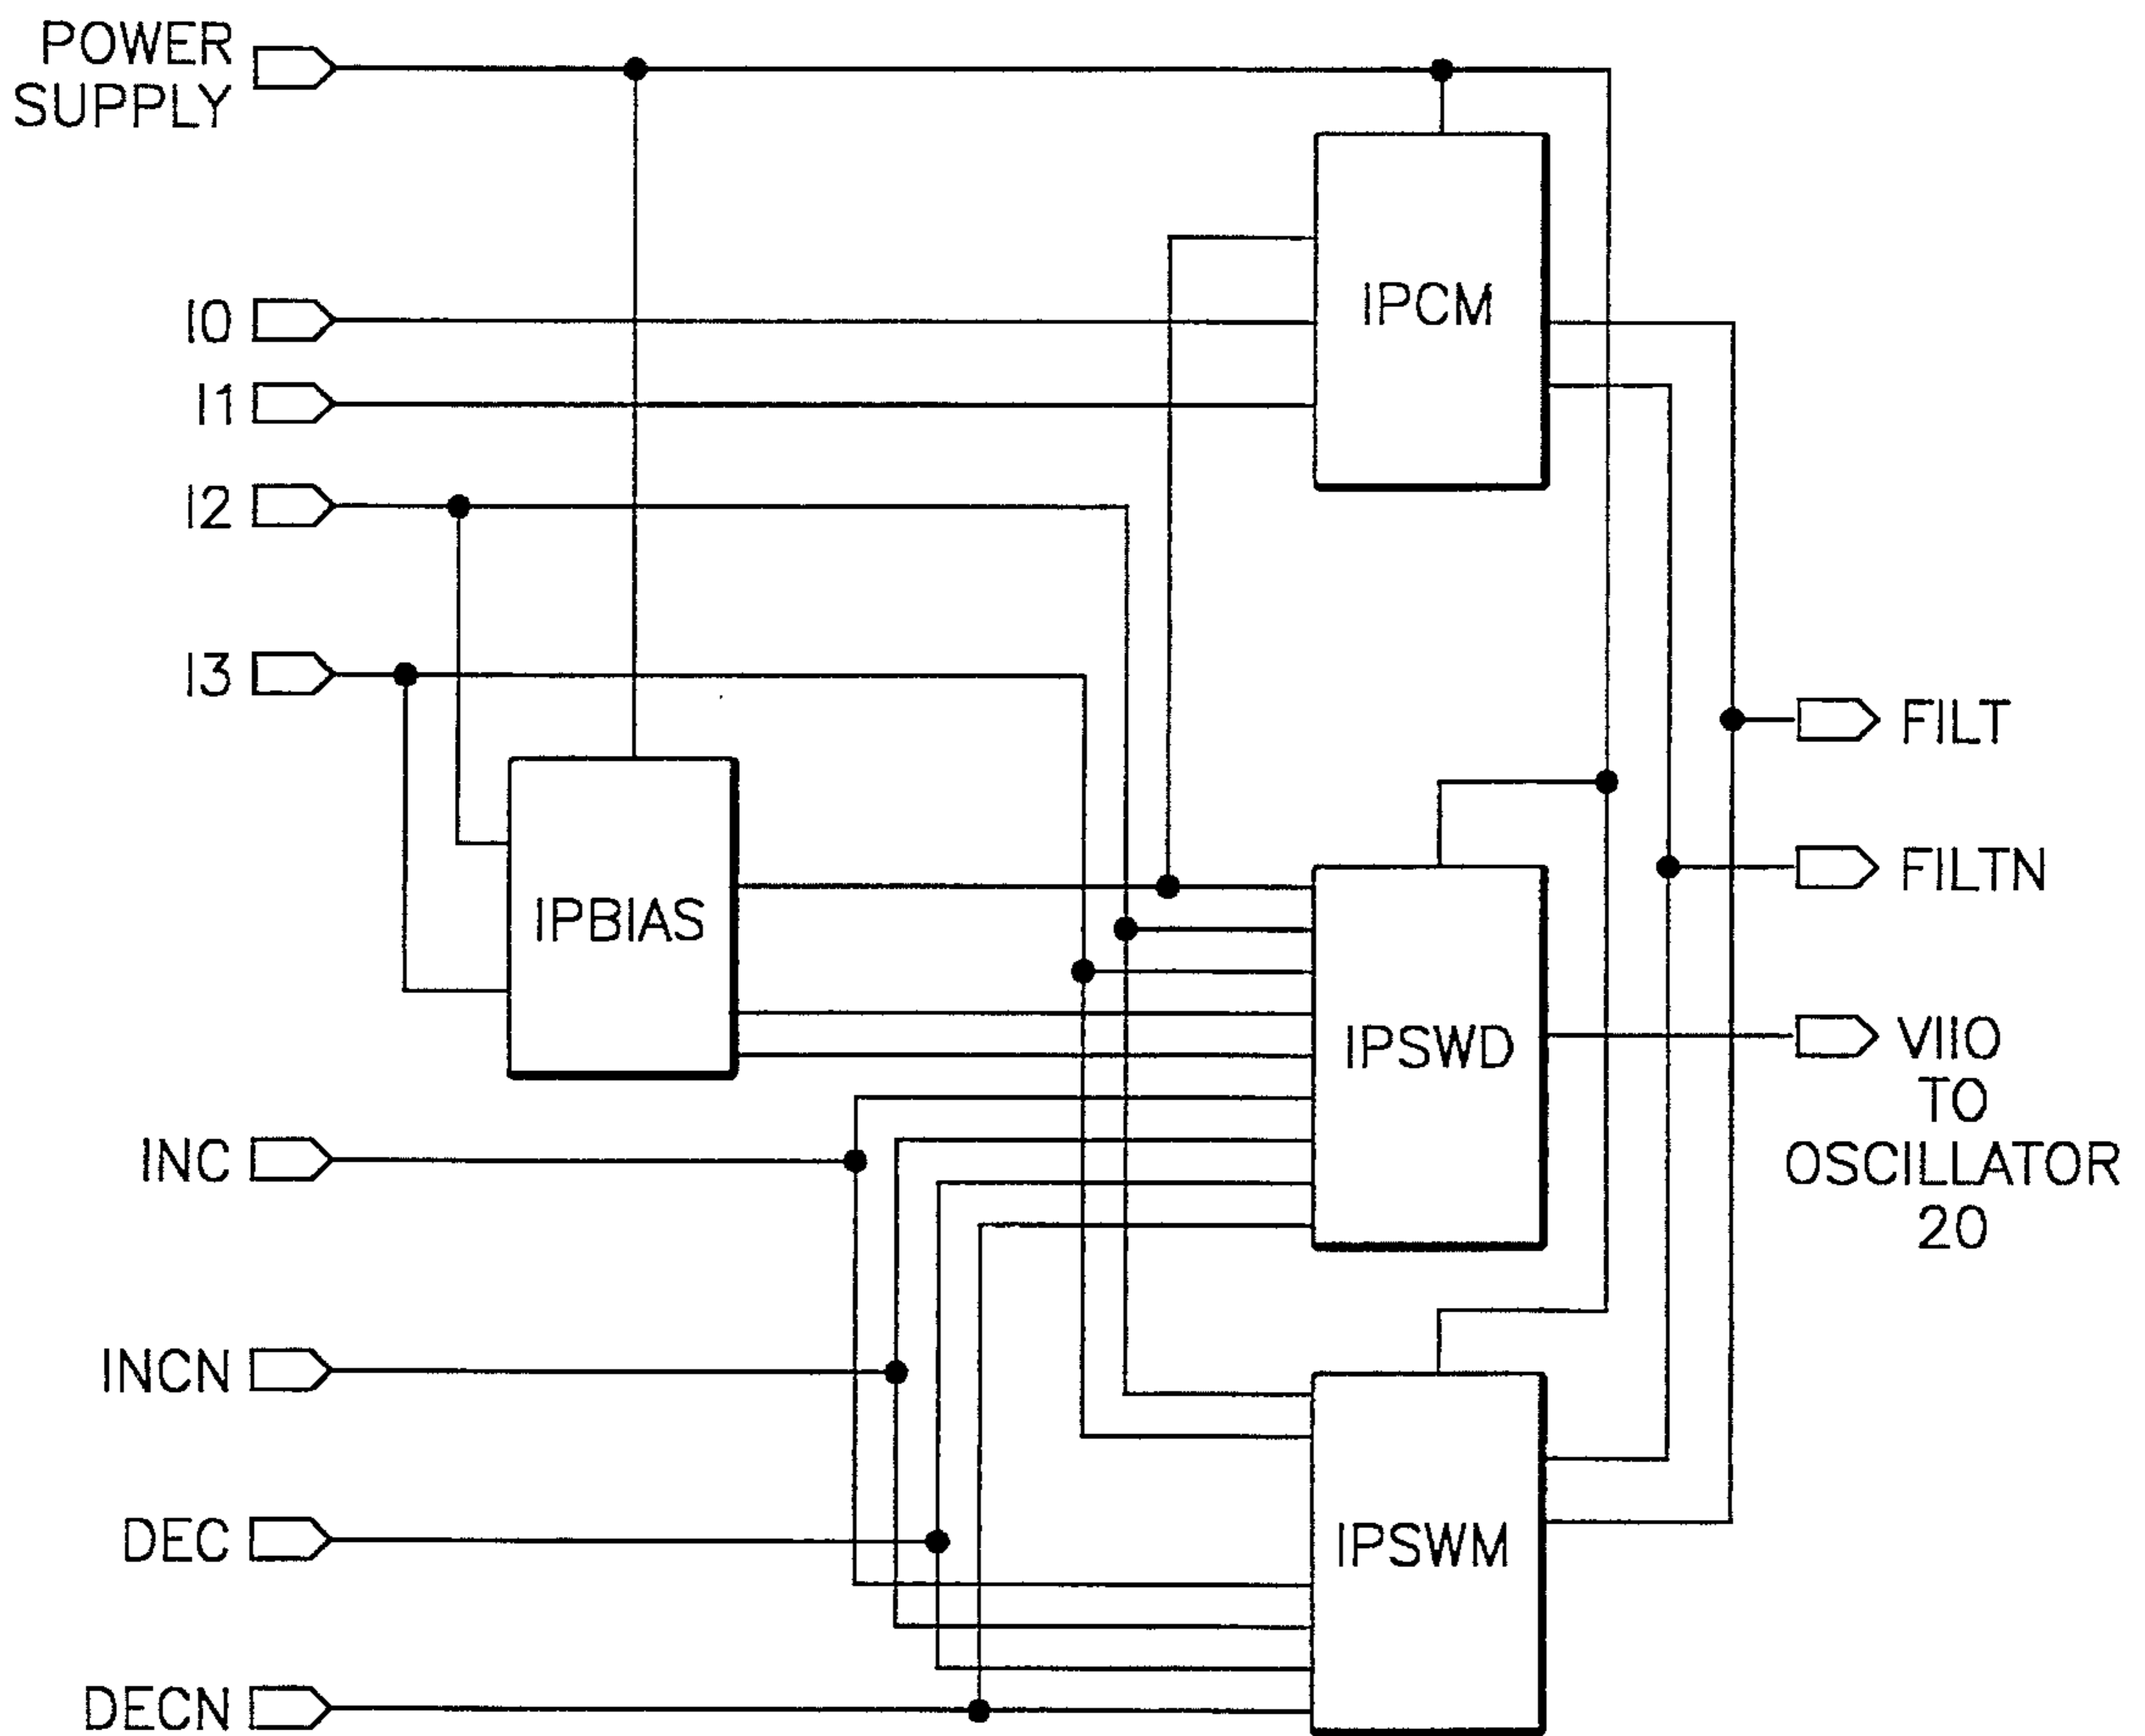 POWER
SUPPLY
I0
IPCM
I1
I2
I3
FILT
FILTN
IPBIAS
IPSWD
VIIO
TO
OSCILLATOR
20
INC
INCN
DEC
IPSWM
DECN